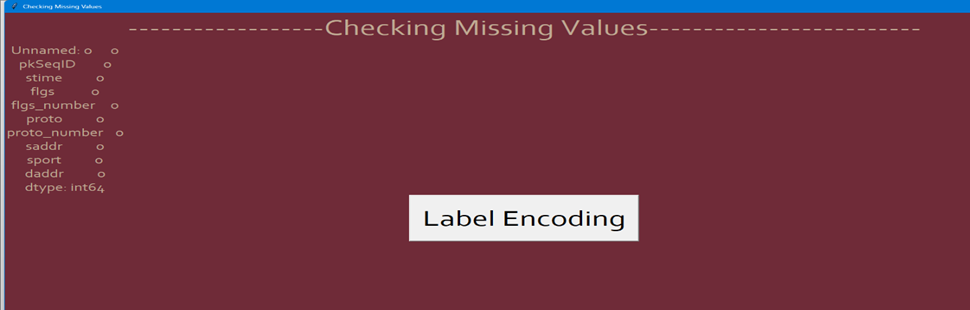 Checking Missing Values
------------------Checking Missing Values-------------------------
Unnamed: 0 0
pkSeqID 0
stime 0
flgs 0
flgs_number 0
proto 0
proto_number 0
saddr 0
sport 0
daddr 0
dtype: int64
Label Encoding